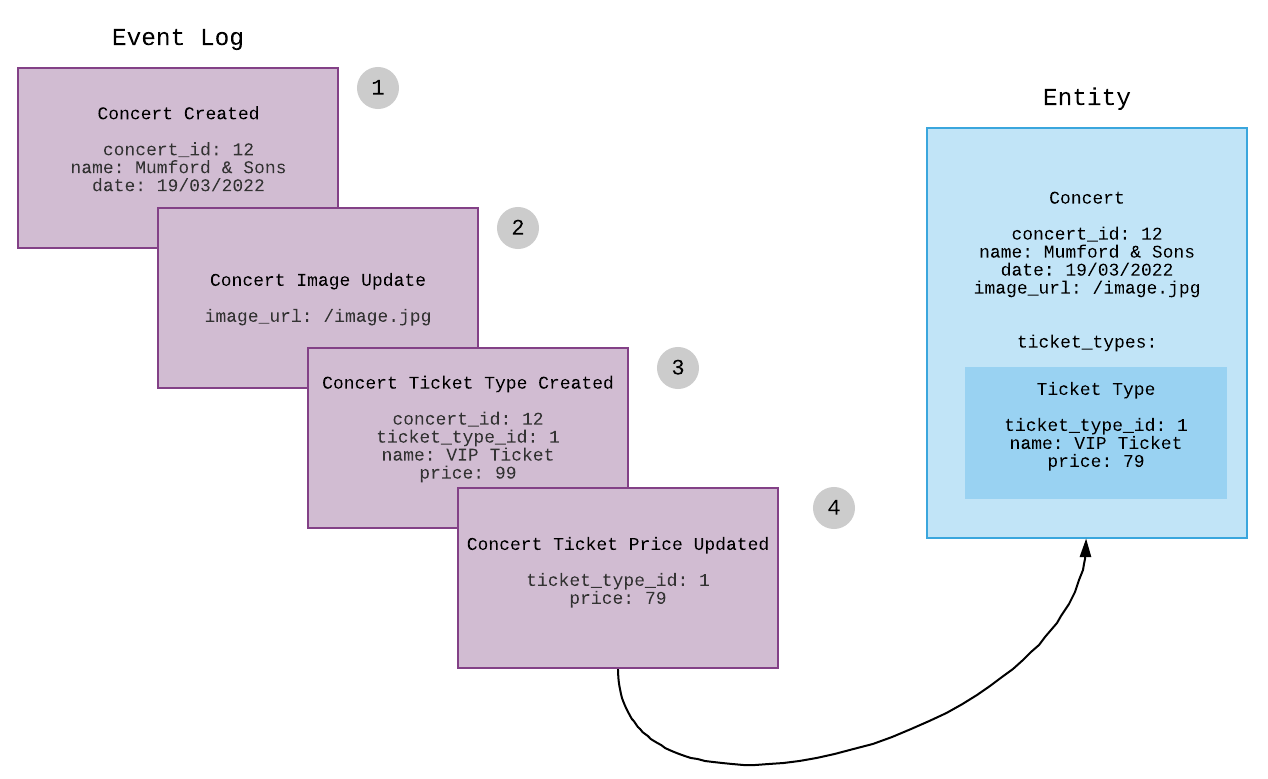 Event Log
1
Concert Created
concert_id: 12
name: Mumford & Sons
date: 19/03/2022
2
Concert Image Update
image_url: /image.jpg
3
Concert Ticket Type Created
concert_id: 12
ticket_type_id: 1
name: VIP Ticket
price: 99
4
Concert Ticket Price Updated
ticket_type_id: 1
price: 79
Entity
Concert
concert_id: 12
name: Mumford & Sons
date: 19/03/2022
image_url: /image.jpg
ticket_types:
Ticket Type
ticket_type_id: 1
name: VIP Ticket
price: 79